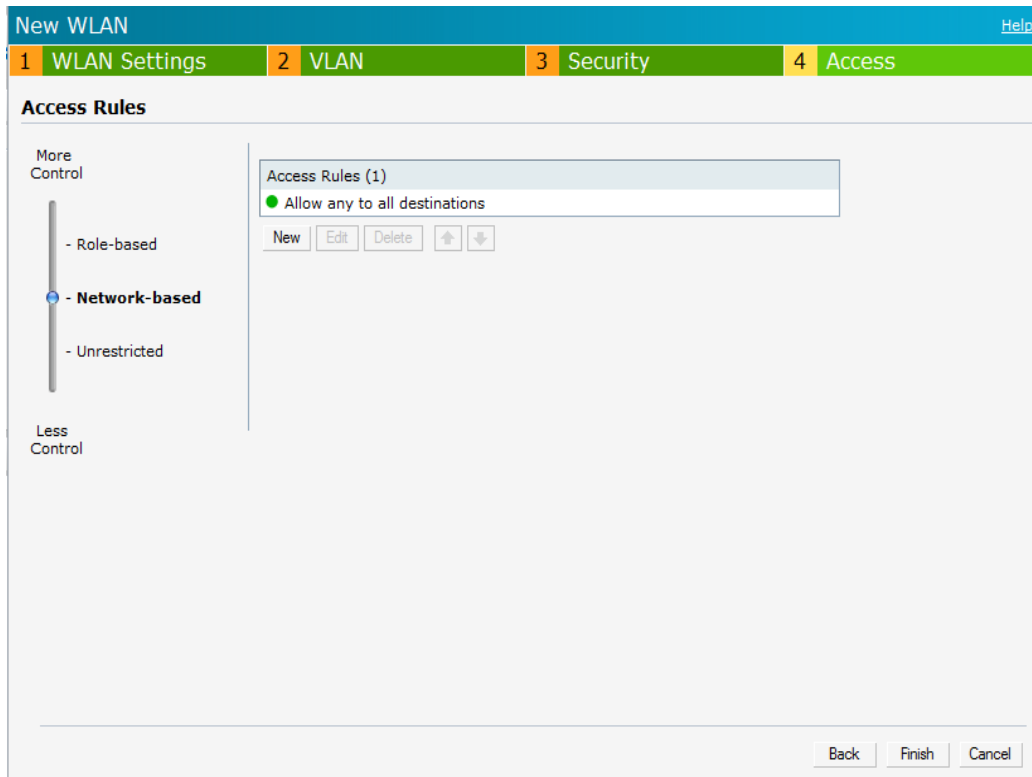 New WLAN
Help
1 WLAN Settings 2 VLAN 3 Security 4 Access
Access Rules
More
Control
- Role-based
- Network-based
- Unrestricted
Less
Control
Access Rules (1)
Allow any to all destinations
New Edit Delete
Back Finish Cancel